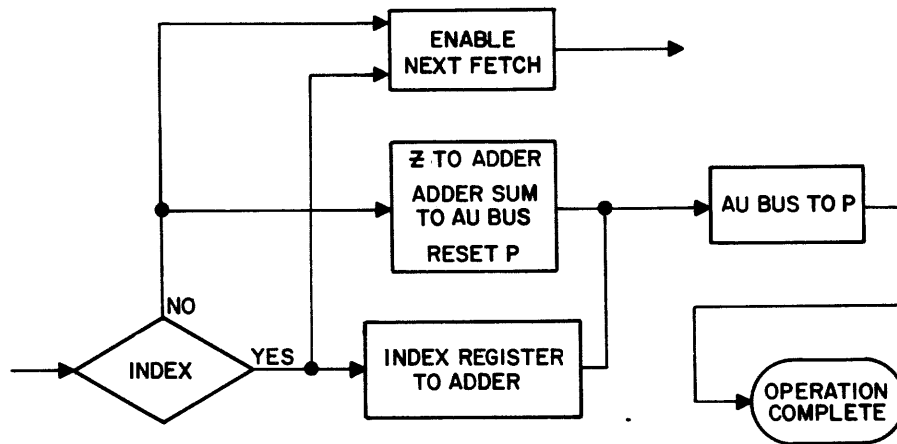 ENABLE
NEXT FETCH
Z TO ADDER
ADDER SUM
TO AU BUS
RESET P
AU BUS TO P
NO
INDEX
YES
INDEX REGISTER
TO ADDER
OPERATION
COMPLETE